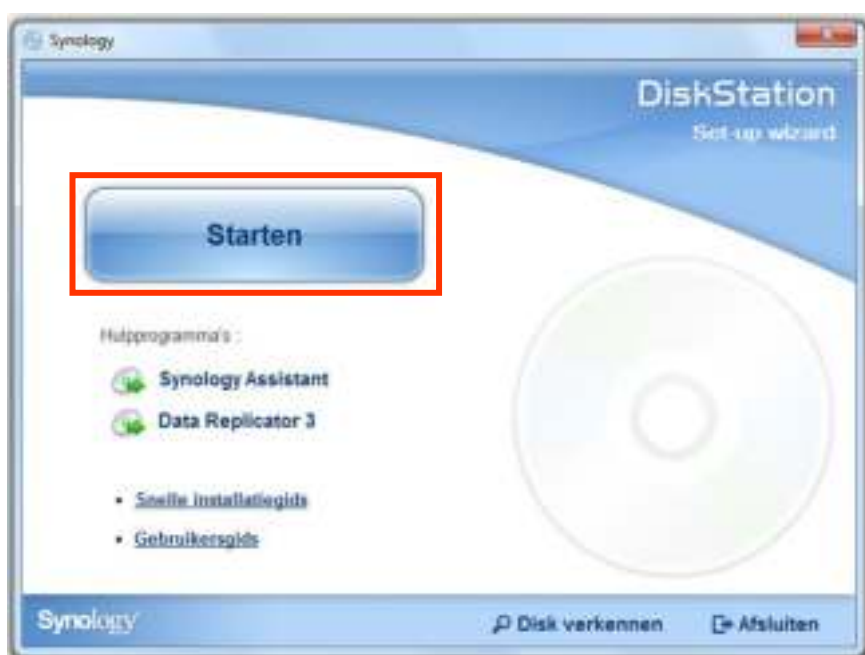 Synology
DiskStation
Set-up wizard
Starten
Hulpprogramma's :
Synology Assistant
Data Replicator 3
• Snelle installatiegids
• Gebruikersgids
Synology
Disk verkennen
Afsluiten